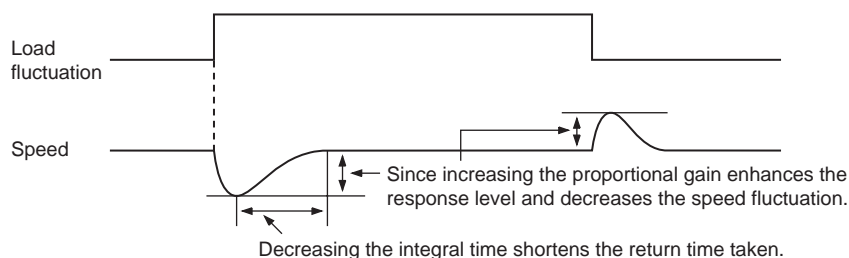 Load
fluctuation
Speed
Since increasing the proportional gain enhances the
response level and decreases the speed fluctuation.
Decreasing the integral time shortens the return time taken.